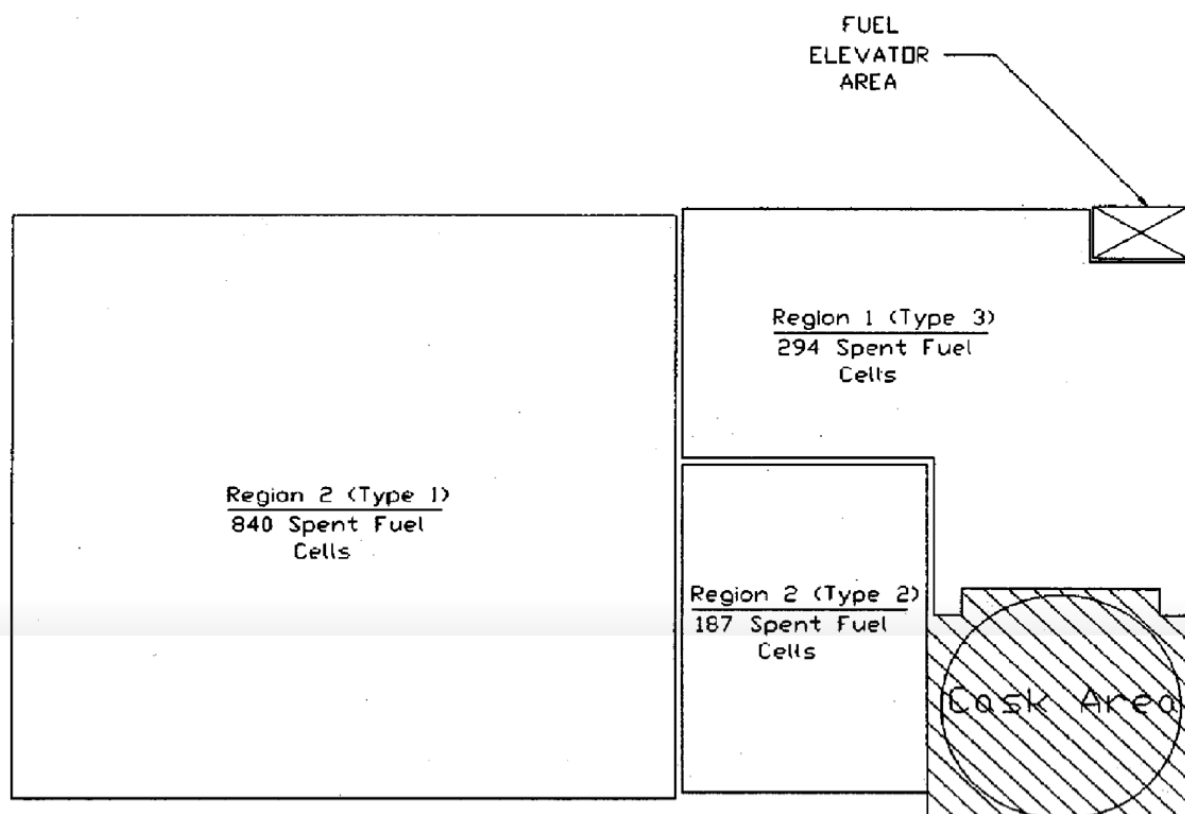 FUEL
ELEVATOR
AREA
Region 1 (Type 3)
294 Spent Fuel
Cells
Region 2 (Type 1)
840 Spent Fuel
Cells
Region 2 (Type 2)
187 Spent Fuel
Cells
Cask Area